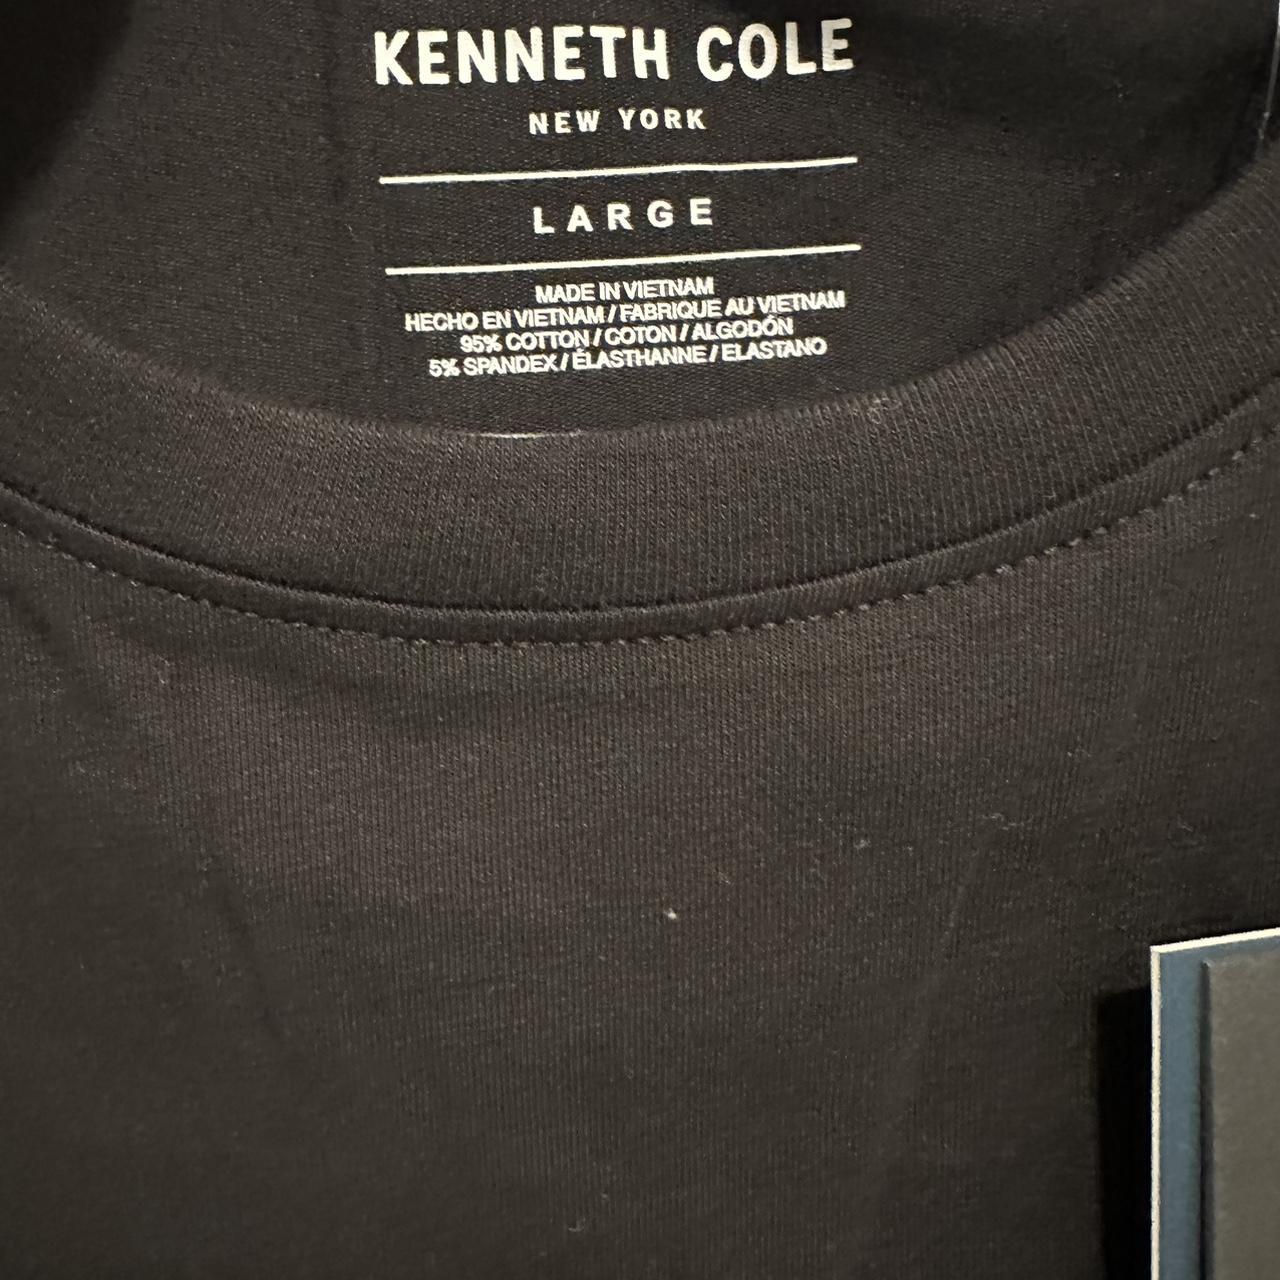 KENNETH COLE
NEW YORK
LARGE
MADE IN VIETNAM
HECHO EN VIETNAM / FABRIQUE AU VIETNAM
95% COTTON / COTON / ALGODÓN
5% SPANDEX / ÉLASTHANNE / ELASTANO